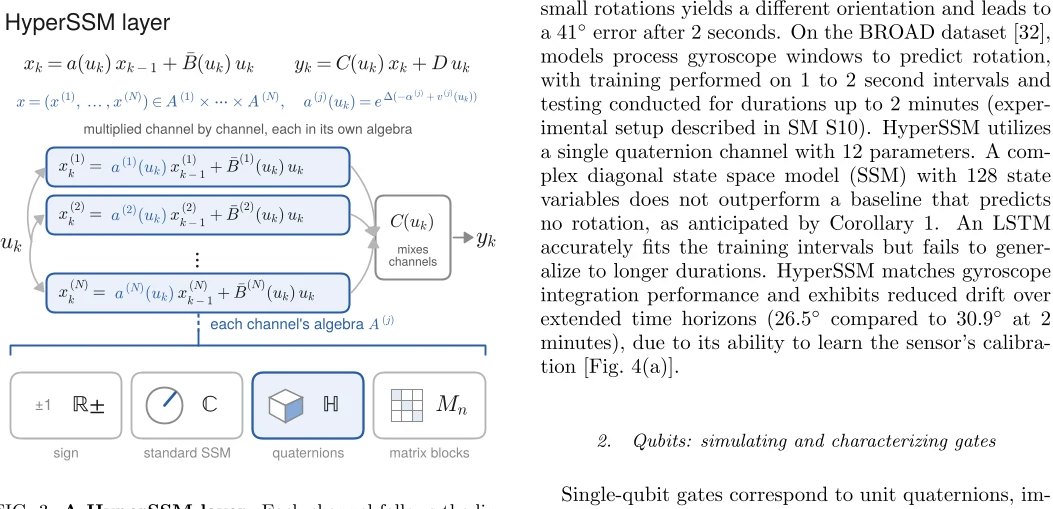 HyperSSM layer
x_k = a(u_k) x_{k−1} + B̄(u_k) u_k y_k = C(u_k) x_k + D u_k
x = (x^{(1)}, …, x^{(N)}) ∈ A^{(1)} × ⋯ × A^{(N)}, a^{(j)}(u_k) = e^{Δ(−α^{(j)} + v^{(j)}(u_k))}
multiplied channel by channel, each in its own algebra
x_k^{(1)} = a^{(1)}(u_k) x_{k−1}^{(1)} + B̄^{(1)}(u_k) u_k
x_k^{(2)} = a^{(2)}(u_k) x_{k−1}^{(2)} + B̄^{(2)}(u_k) u_k
⋮
x_k^{(N)} = a^{(N)}(u_k) x_{k−1}^{(N)} + B̄^{(N)}(u_k) u_k
u_k
C(u_k)
mixes
channels
y_k
each channel's algebra A^{(j)}
±1 ℝ± ℂ ℍ M_n
sign standard SSM quaternions matrix blocks
small rotations yields a different orientation and leads to
a 41° error after 2 seconds. On the BROAD dataset [32],
models process gyroscope windows to predict rotation,
with training performed on 1 to 2 second intervals and
testing conducted for durations up to 2 minutes (exper-
imental setup described in SM S10). HyperSSM utilizes
a single quaternion channel with 12 parameters. A com-
plex diagonal state space model (SSM) with 128 state
variables does not outperform a baseline that predicts
no rotation, as anticipated by Corollary 1. An LSTM
accurately fits the training intervals but fails to gener-
alize to longer durations. HyperSSM matches gyroscope
integration performance and exhibits reduced drift over
extended time horizons (26.5° compared to 30.9° at 2
minutes), due to its ability to learn the sensor's calibra-
tion [Fig. 4(a)].
2. Qubits: simulating and characterizing gates
Single-qubit gates correspond to unit quaternions, im-